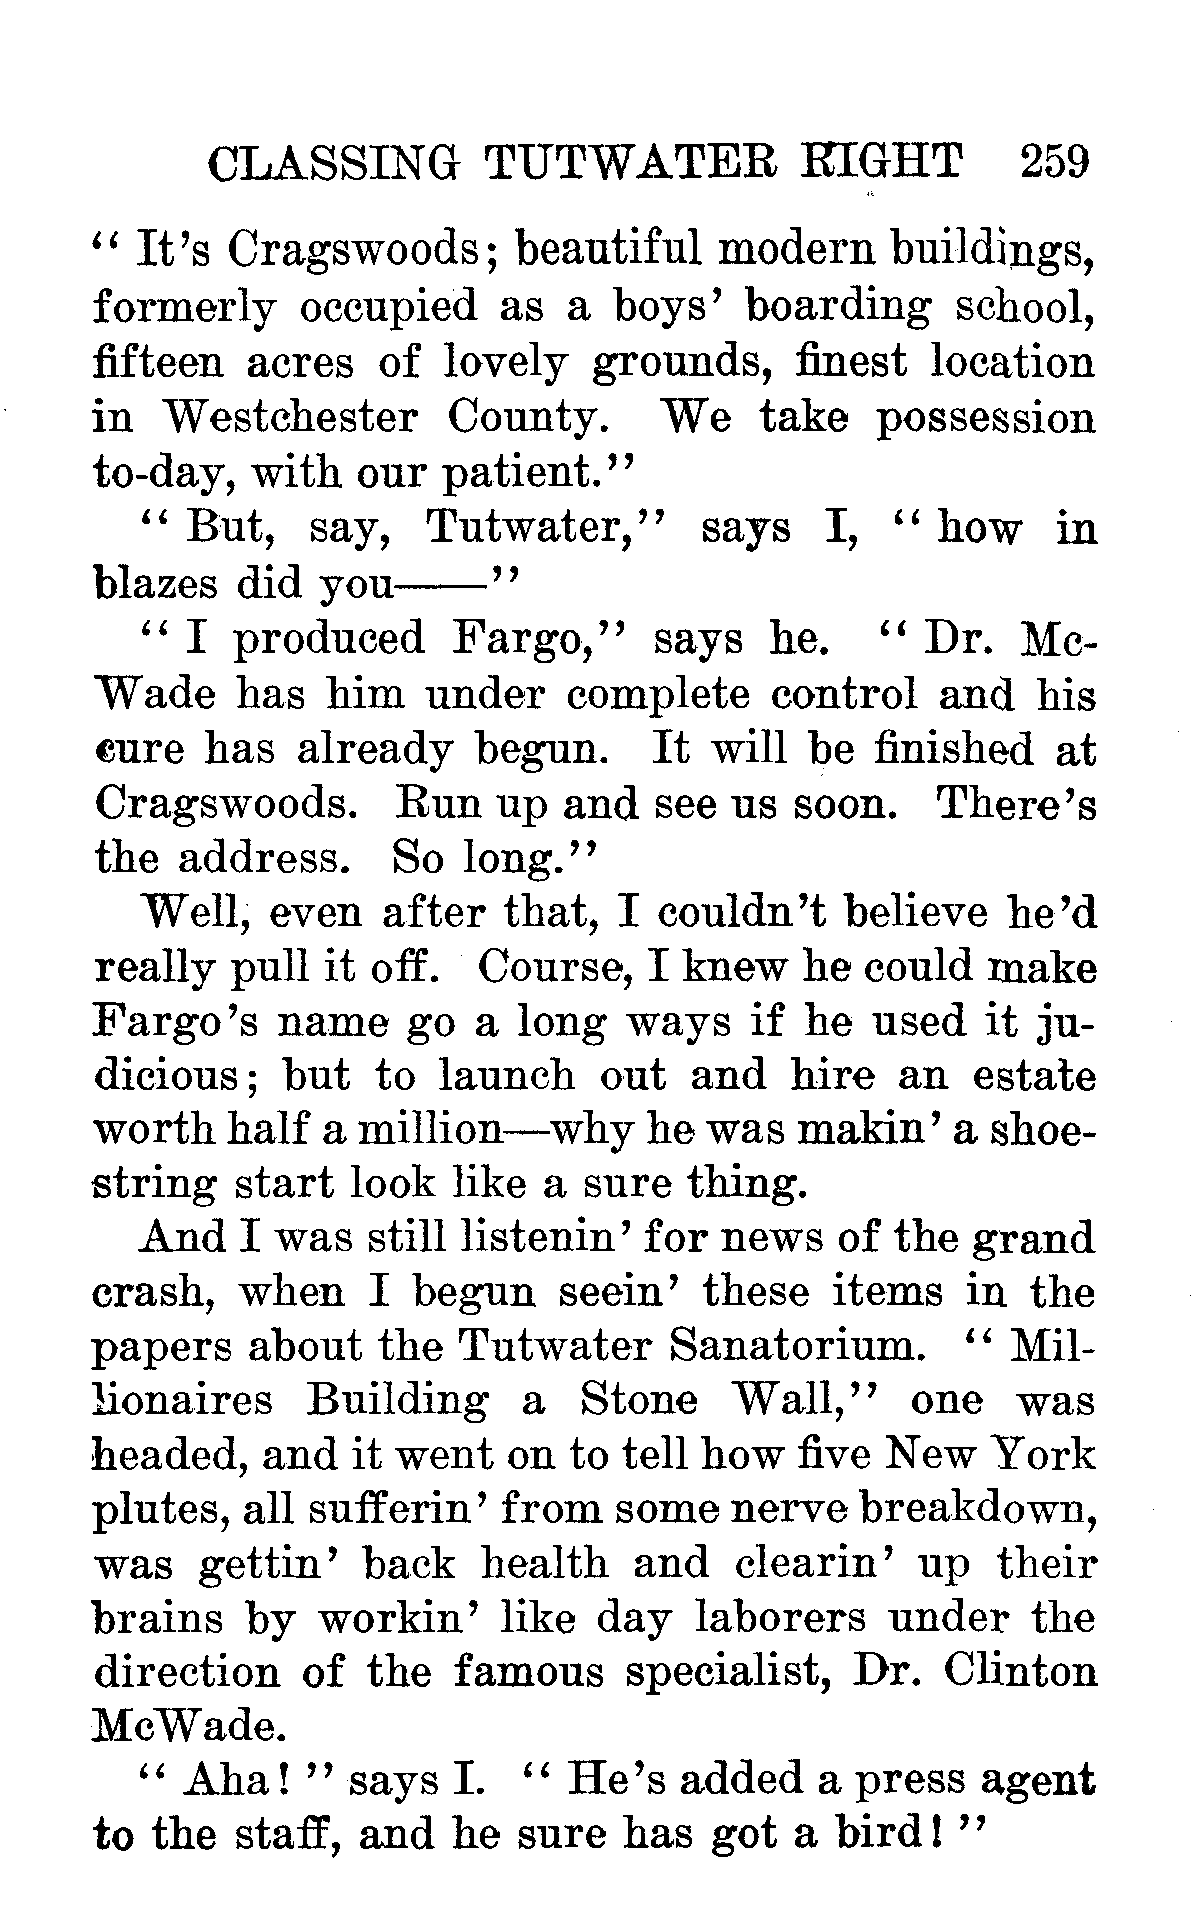 CLASSING TUTWATER RIGHT 259
“ It’s Cragswoods; beautiful modern buildings,
formerly occupied as a boys’ boarding school,
fifteen acres of lovely grounds, finest location
in Westchester County. We take possession
to-day, with our patient.”
“ But, say, Tutwater,” says I, “ how in
blazes did you——”
“ I produced Fargo,” says he. “ Dr. Mc-
Wade has him under complete control and his
cure has already begun. It will be finished at
Cragswoods. Run up and see us soon. There’s
the address. So long.”
Well, even after that, I couldn’t believe he’d
really pull it off. Course, I knew he could make
Fargo’s name go a long ways if he used it ju-
dicious; but to launch out and hire an estate
worth half a million—why he was makin’ a shoe-
string start look like a sure thing.
And I was still listenin’ for news of the grand
crash, when I begun seein’ these items in the
papers about the Tutwater Sanatorium. “ Mil-
lionaires Building a Stone Wall,” one was
headed, and it went on to tell how five New York
plutes, all sufferin’ from some nerve breakdown,
was gettin’ back health and clearin’ up their
brains by workin’ like day laborers under the
direction of the famous specialist, Dr. Clinton
McWade.
“ Aha! ” says I. “ He’s added a press agent
to the staff, and he sure has got a bird! ”